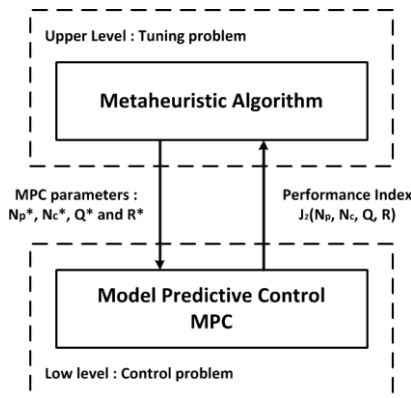 Upper Level : Tuning problem
Metaheuristic Algorithm
MPC parameters :
Np*, Nc*, Q* and R*
Performance Index
J₂(Np, Nc, Q, R)
Model Predictive Control
MPC
Low level : Control problem